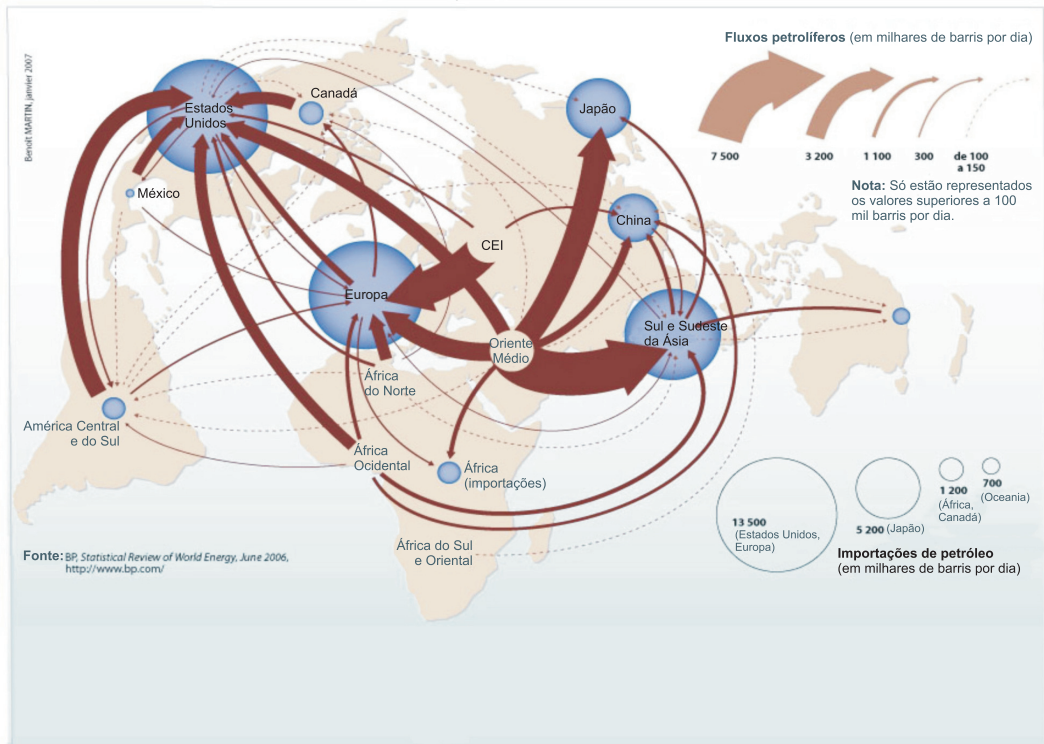 Fluxos petrolíferos (em milhares de barris por dia)
7 500
3 200
1 100
300
de 100
a 150
Nota: Só estão representados
os valores superiores a 100
mil barris por dia.
Benoît MARTIN, janvier 2007
Estados
Unidos
Canadá
México
Japão
China
CEI
Europa
Sul e Sudeste
da Ásia
Oriente
Médio
África
do Norte
América Central
e do Sul
África
Ocidental
África
(importações)
África do Sul
e Oriental
13 500
(Estados Unidos,
Europa)
5 200 (Japão)
1 200
(África,
Canadá)
700
(Oceania)
Importações de petróleo
(em milhares de barris por dia)
Fonte: BP, Statistical Review of World Energy, June 2006,
http://www.bp.com/